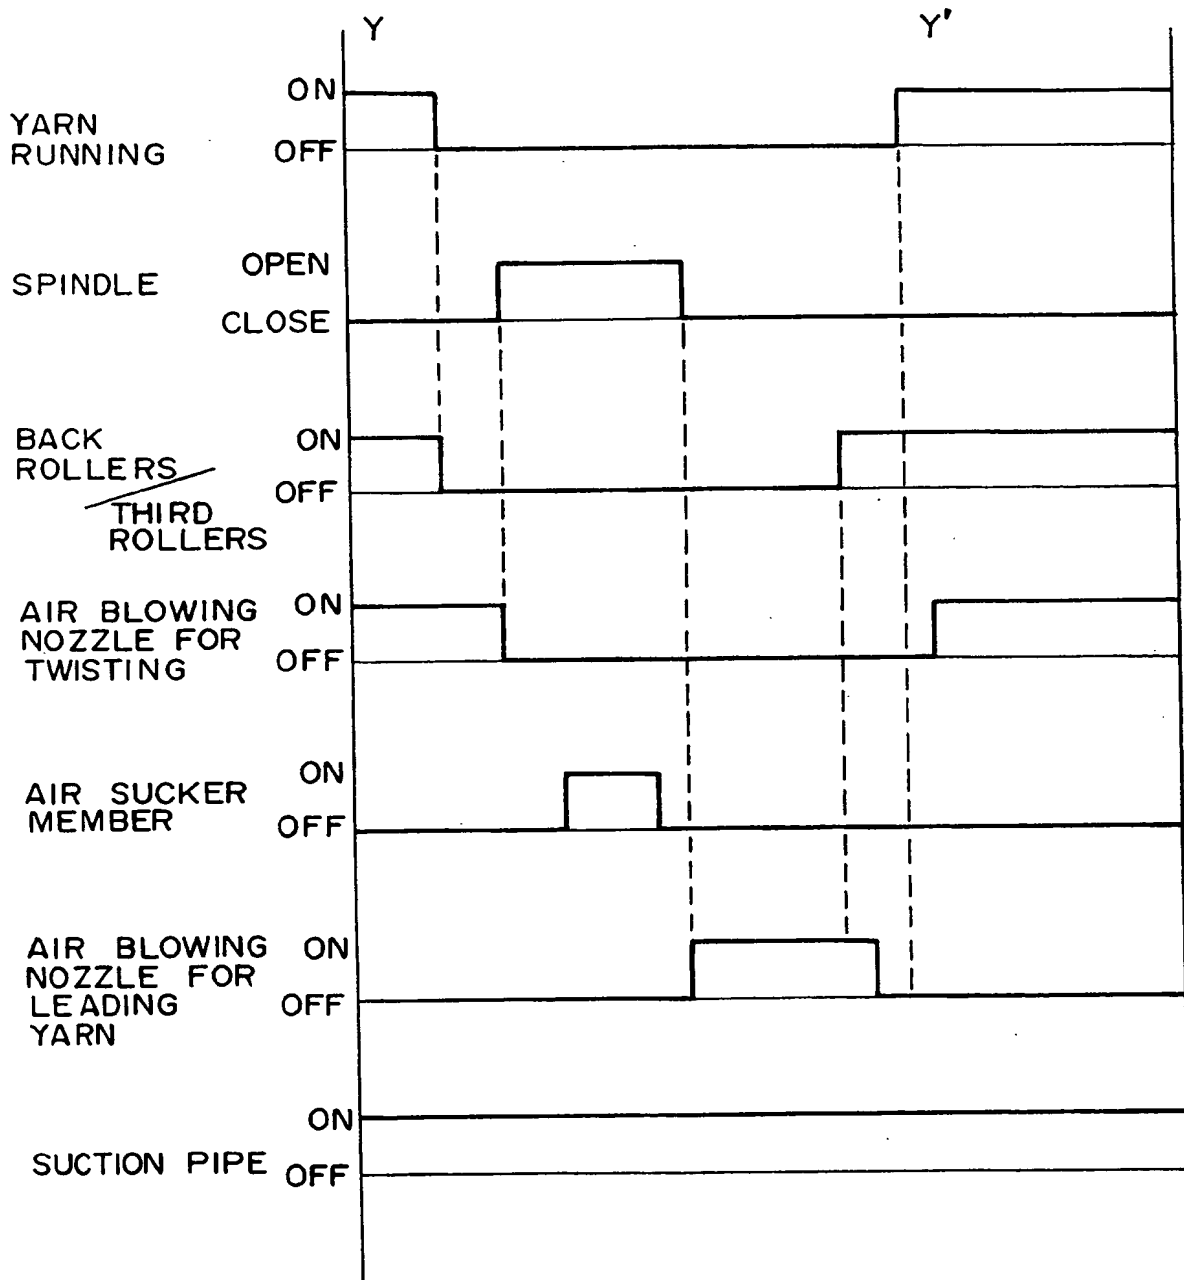 Y Y'
ON
YARN
RUNNING
OFF
OPEN
SPINDLE
CLOSE
BACK
ROLLERS
ON
OFF
THIRD
ROLLERS
AIR BLOWING
NOZZLE FOR
TWISTING
ON
OFF
ON
AIR SUCKER
MEMBER
OFF
AIR BLOWING
NOZZLE FOR
LEADING
YARN
ON
OFF
ON
SUCTION PIPE
OFF